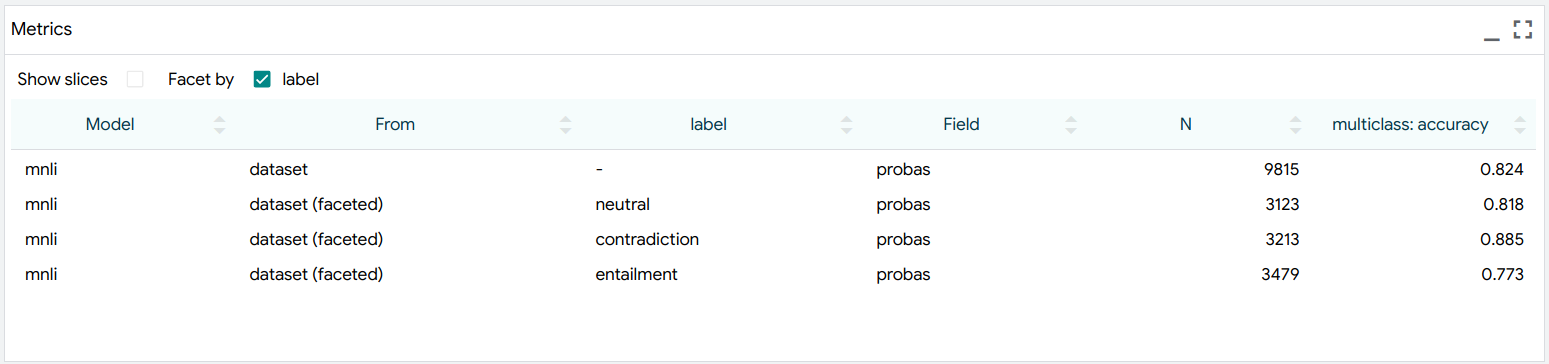 Metrics
Show slices Facet by label
Model From label Field N multiclass: accuracy
mnli dataset - probas 9815 0.824
mnli dataset (faceted) neutral probas 3123 0.818
mnli dataset (faceted) contradiction probas 3213 0.885
mnli dataset (faceted) entailment probas 3479 0.773